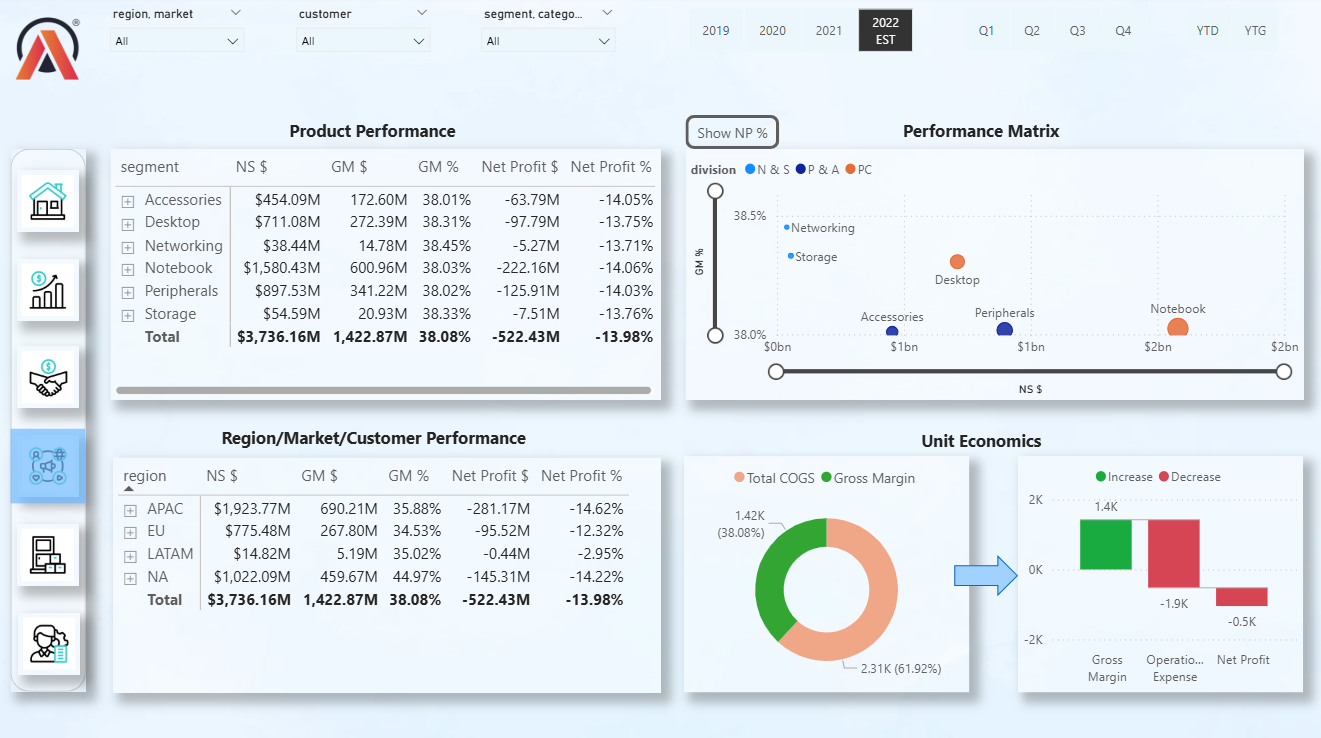 region, market
customer
segment, catego...
All
All
All
2019
2020
2021
2022
EST
Q1
Q2
Q3
Q4
YTD
YTG
®
Product Performance
segment NS $ GM $ GM % Net Profit $ Net Profit %
Accessories $454.09M 172.60M 38.01% -63.79M -14.05%
Desktop $711.08M 272.39M 38.31% -97.79M -13.75%
Networking $38.44M 14.78M 38.45% -5.27M -13.71%
Notebook $1,580.43M 600.96M 38.03% -222.16M -14.06%
Peripherals $897.53M 341.22M 38.02% -125.91M -14.03%
Storage $54.59M 20.93M 38.33% -7.51M -13.76%
Total $3,736.16M 1,422.87M 38.08% -522.43M -13.98%
Show NP %
Performance Matrix
division N & S P & A PC
GM %
38.5%
38.0%
Networking
Storage
Desktop
Accessories
Peripherals
Notebook
$0bn $1bn $1bn $2bn $2bn
NS $
Region/Market/Customer Performance
region NS $ GM $ GM % Net Profit $ Net Profit %
APAC $1,923.77M 690.21M 35.88% -281.17M -14.62%
EU $775.48M 267.80M 34.53% -95.52M -12.32%
LATAM $14.82M 5.19M 35.02% -0.44M -2.95%
NA $1,022.09M 459.67M 44.97% -145.31M -14.22%
Total $3,736.16M 1,422.87M 38.08% -522.43M -13.98%
Unit Economics
Total COGS Gross Margin
1.42K
(38.08%)
2.31K (61.92%)
Increase Decrease
2K
0K
-2K
1.4K
-1.9K
-0.5K
Gross
Margin
Operatio...
Expense
Net Profit